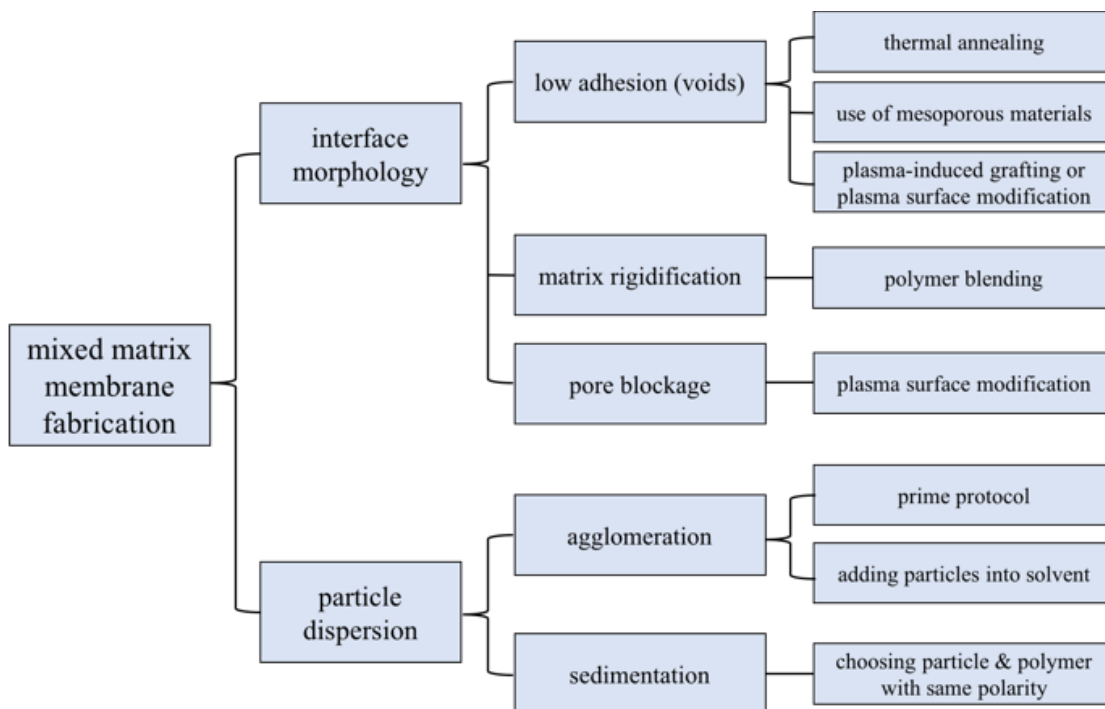 mixed matrix
membrane
fabrication
interface
morphology
low adhesion (voids)
thermal annealing
use of mesoporous materials
plasma-induced grafting or
plasma surface modification
matrix rigidification
polymer blending
pore blockage
plasma surface modification
particle
dispersion
agglomeration
prime protocol
adding particles into solvent
sedimentation
choosing particle & polymer
with same polarity